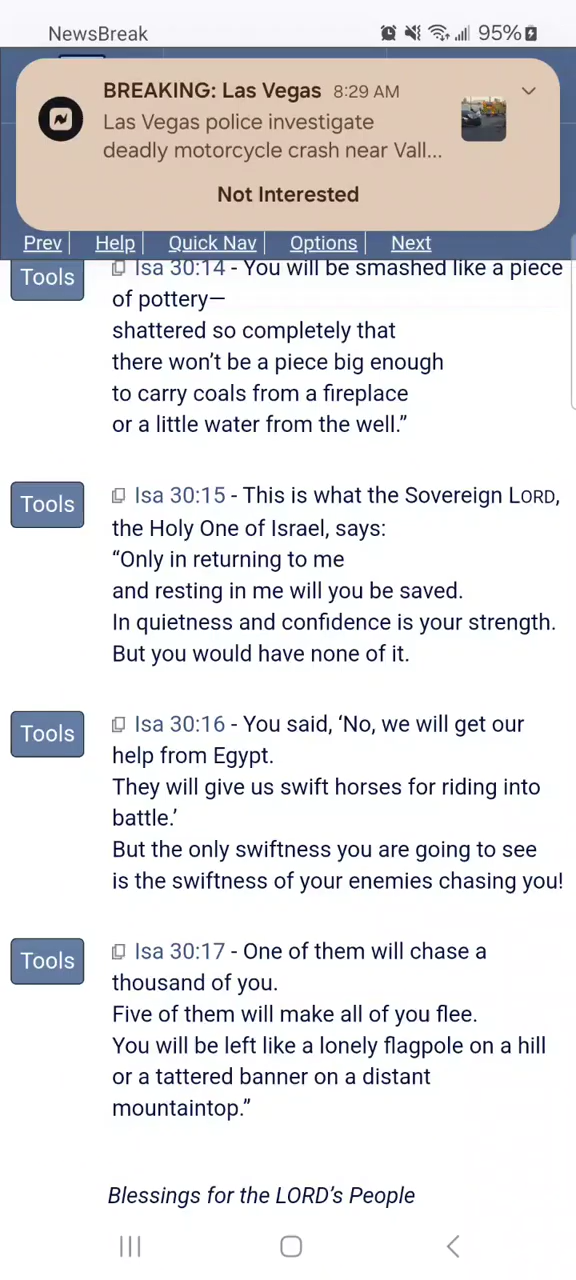 NewsBreak
95%
BREAKING: Las Vegas 8:29 AM
Las Vegas police investigate
deadly motorcycle crash near Vall...
Not Interested
Prev | Help | Quick Nav | Options | Next
Tools
Isa 30:14 - You will be smashed like a piece
of pottery—
shattered so completely that
there won’t be a piece big enough
to carry coals from a fireplace
or a little water from the well.”
Tools
Isa 30:15 - This is what the Sovereign LORD,
the Holy One of Israel, says:
“Only in returning to me
and resting in me will you be saved.
In quietness and confidence is your strength.
But you would have none of it.
Tools
Isa 30:16 - You said, ‘No, we will get our
help from Egypt.
They will give us swift horses for riding into
battle.’
But the only swiftness you are going to see
is the swiftness of your enemies chasing you!
Tools
Isa 30:17 - One of them will chase a
thousand of you.
Five of them will make all of you flee.
You will be left like a lonely flagpole on a hill
or a tattered banner on a distant
mountaintop.”
Blessings for the LORD’s People